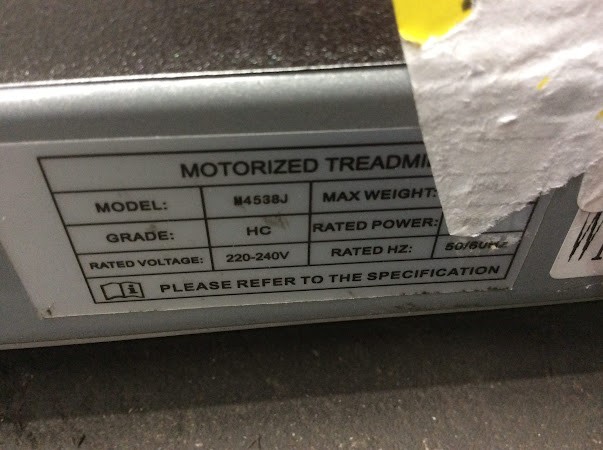 MOTORIZED TREADMI
MODEL: M4538J MAX WEIGHT:
GRADE: HC RATED POWER:
RATED VOLTAGE: 220-240V RATED HZ: 50/60HZ
PLEASE REFER TO THE SPECIFICATION
W